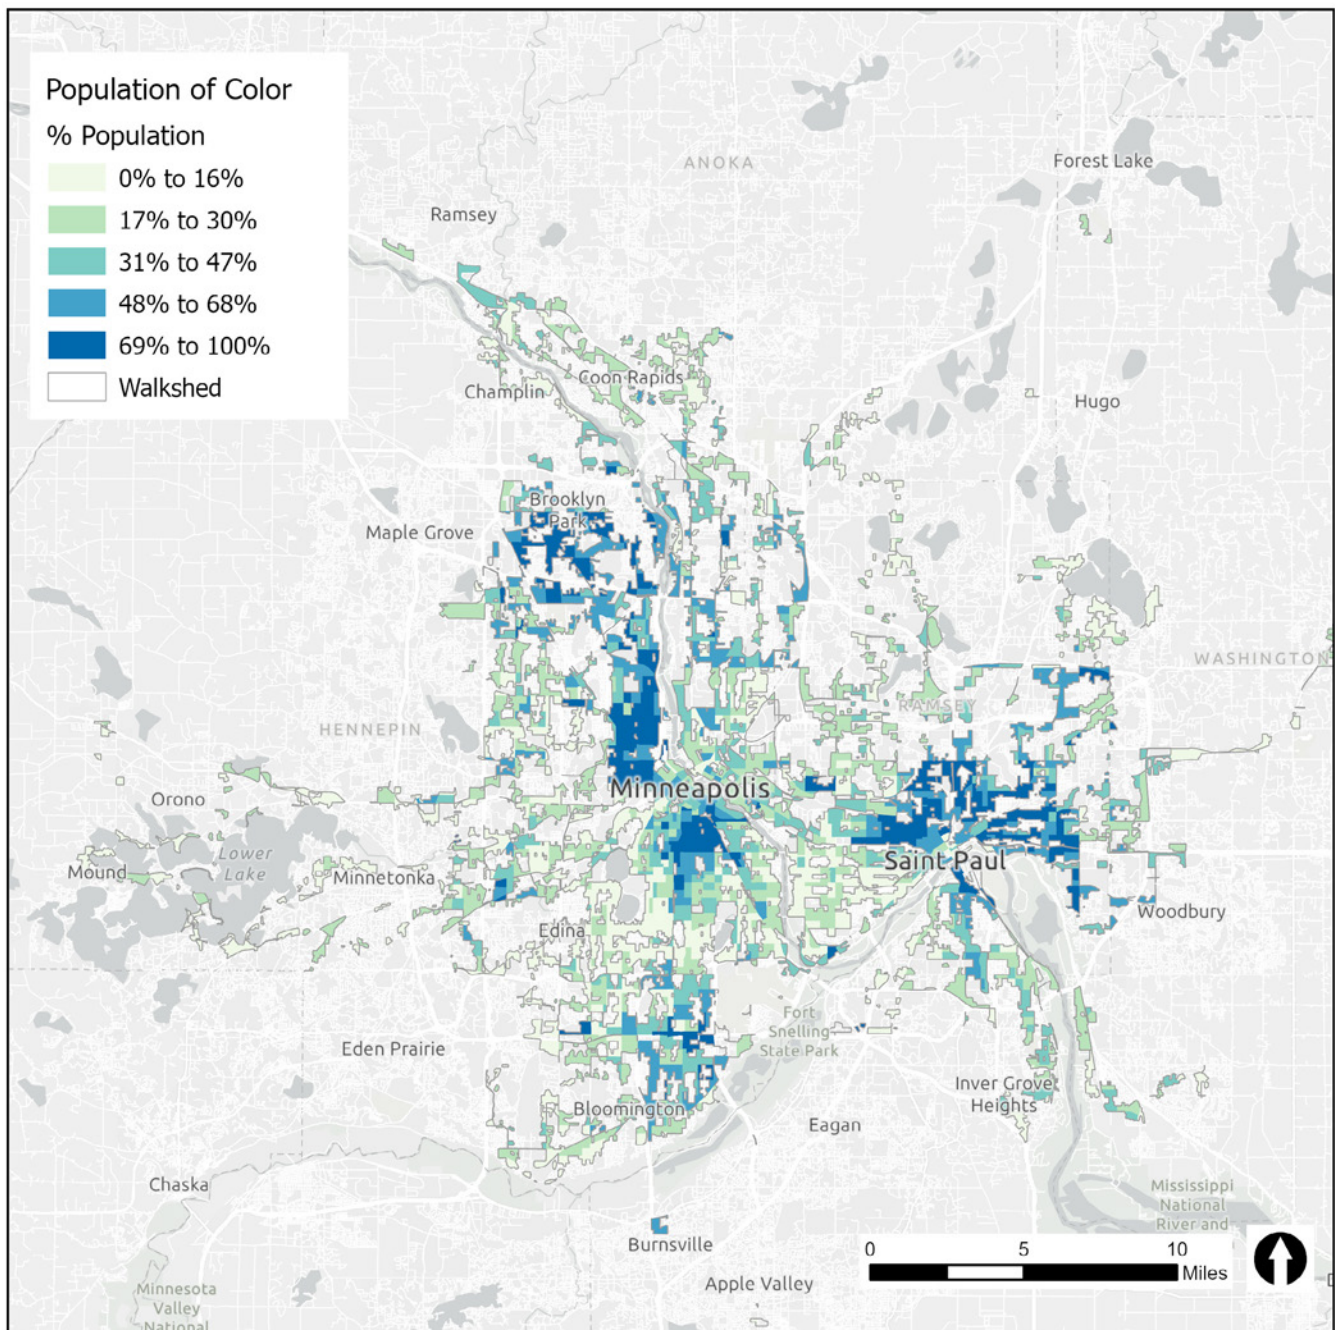 Population of Color
% Population
0% to 16%
17% to 30%
31% to 47%
48% to 68%
69% to 100%
Walkshed
ANOKA
Forest Lake
Ramsey
Coon Rapids
Champlin
Hugo
Brooklyn
Park
Maple Grove
WASHINGTON
RAMSEY
HENNEPIN
Minneapolis
Orono
Lower
Lake
Saint Paul
Mound
Minnetonka
Woodbury
Edina
Fort
Snelling
State Park
Eden Prairie
Inver Grove
Heights
Bloomington
Eagan
Chaska
Mississippi
National
River and
Burnsville
0 5 10
Miles
Apple Valley
Minnesota
Valley
National